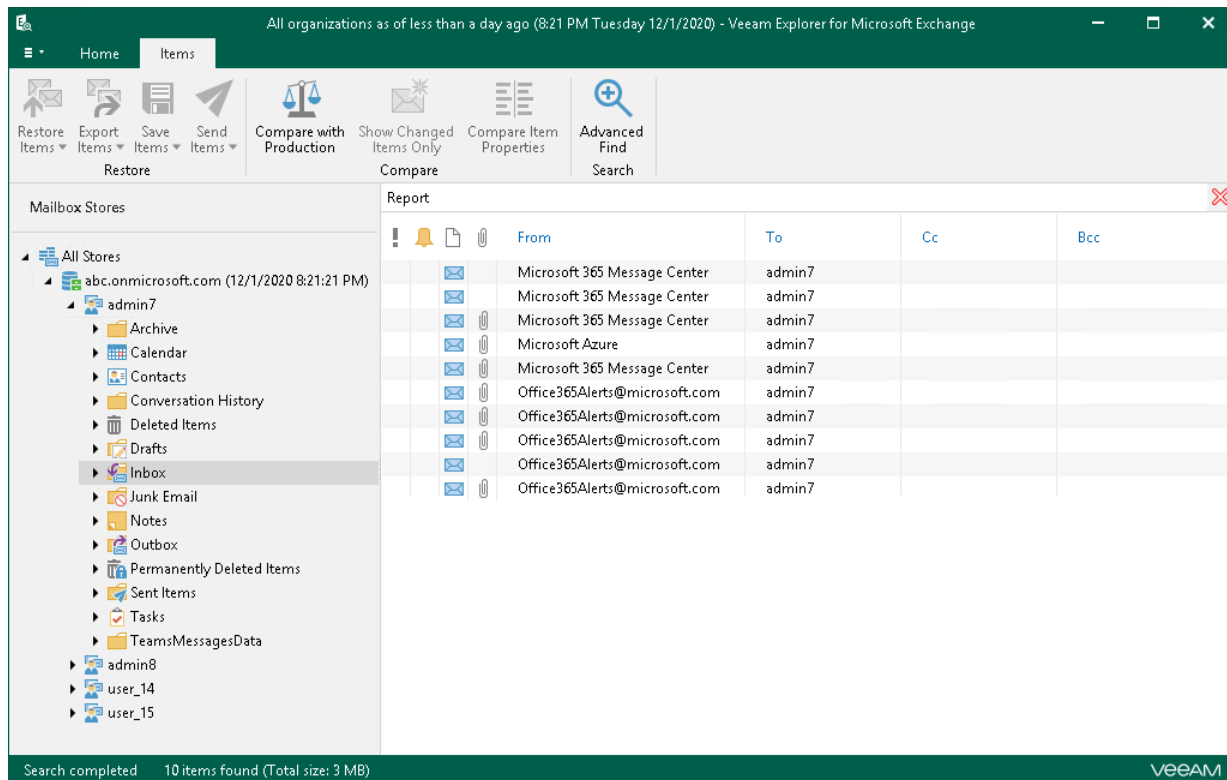 All organizations as of less than a day ago (8:21 PM Tuesday 12/1/2020) - Veeam Explorer for Microsoft Exchange
Home Items
Restore Items Export Items Save Items Send Items
Restore
Compare with Production Show Changed Items Only Compare Item Properties
Compare
Advanced Find
Search
Mailbox Stores
All Stores
abc.onmicrosoft.com (12/1/2020 8:21:21 PM)
admin7
Archive
Calendar
Contacts
Conversation History
Deleted Items
Drafts
Inbox
Junk Email
Notes
Outbox
Permanently Deleted Items
Sent Items
Tasks
TeamsMessagesData
admin8
user_14
user_15
Report
From To Cc Bcc
Microsoft 365 Message Center admin7
Microsoft 365 Message Center admin7
Microsoft 365 Message Center admin7
Microsoft Azure admin7
Microsoft 365 Message Center admin7
Office365Alerts@microsoft.com admin7
Office365Alerts@microsoft.com admin7
Office365Alerts@microsoft.com admin7
Office365Alerts@microsoft.com admin7
Office365Alerts@microsoft.com admin7
Search completed 10 items found (Total size: 3 MB) veeam